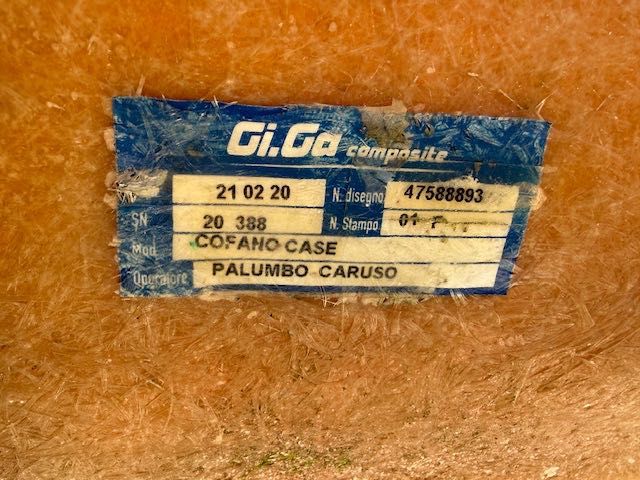 Gi.Ga composite
21 02 20 N. disegno 47588893
SN 20 388 N. Stampo 01
Mod. COFANO CASE
Operatore PALUMBO CARUSO